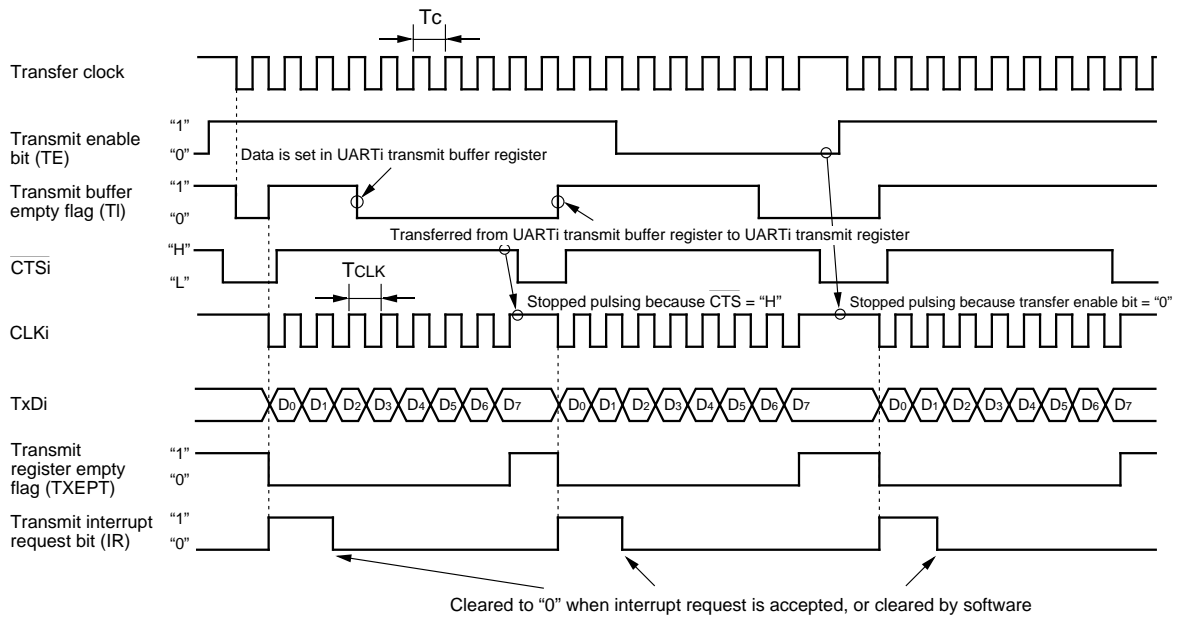 Tc
Transfer clock
Transmit enable
bit (TE)
“1”
“0”
Data is set in UARTi transmit buffer register
Transmit buffer
empty flag (TI)
“1”
“0”
Transferred from UARTi transmit buffer register to UARTi transmit register
CTSi
“H”
“L”
TCLK
Stopped pulsing because CTS = “H”
Stopped pulsing because transfer enable bit = “0”
CLKi
TxDi
D0 D1 D2 D3 D4 D5 D6 D7 D0 D1 D2 D3 D4 D5 D6 D7 D0 D1 D2 D3 D4 D5 D6 D7
Transmit
register empty
flag (TXEPT)
“1”
“0”
Transmit interrupt
request bit (IR)
“1”
“0”
Cleared to “0” when interrupt request is accepted, or cleared by software